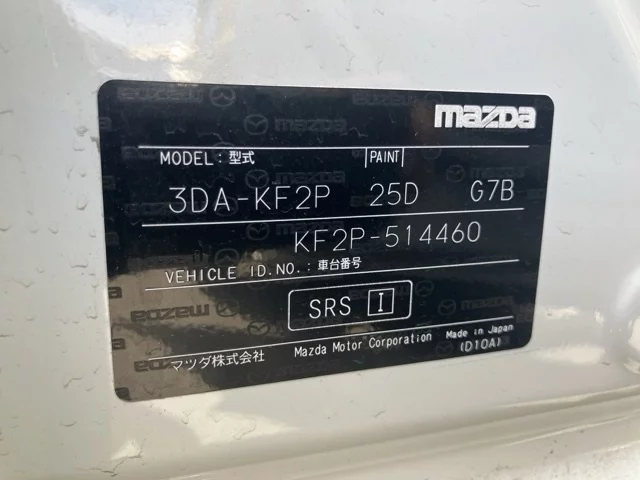 mazda
MODEL:型式 PAINT
3DA-KF2P 25D G7B
KF2P-514460
VEHICLE ID.NO.:車台番号
SRS I
マツダ株式会社 Mazda Motor Corporation Made in Japan
(D10A)